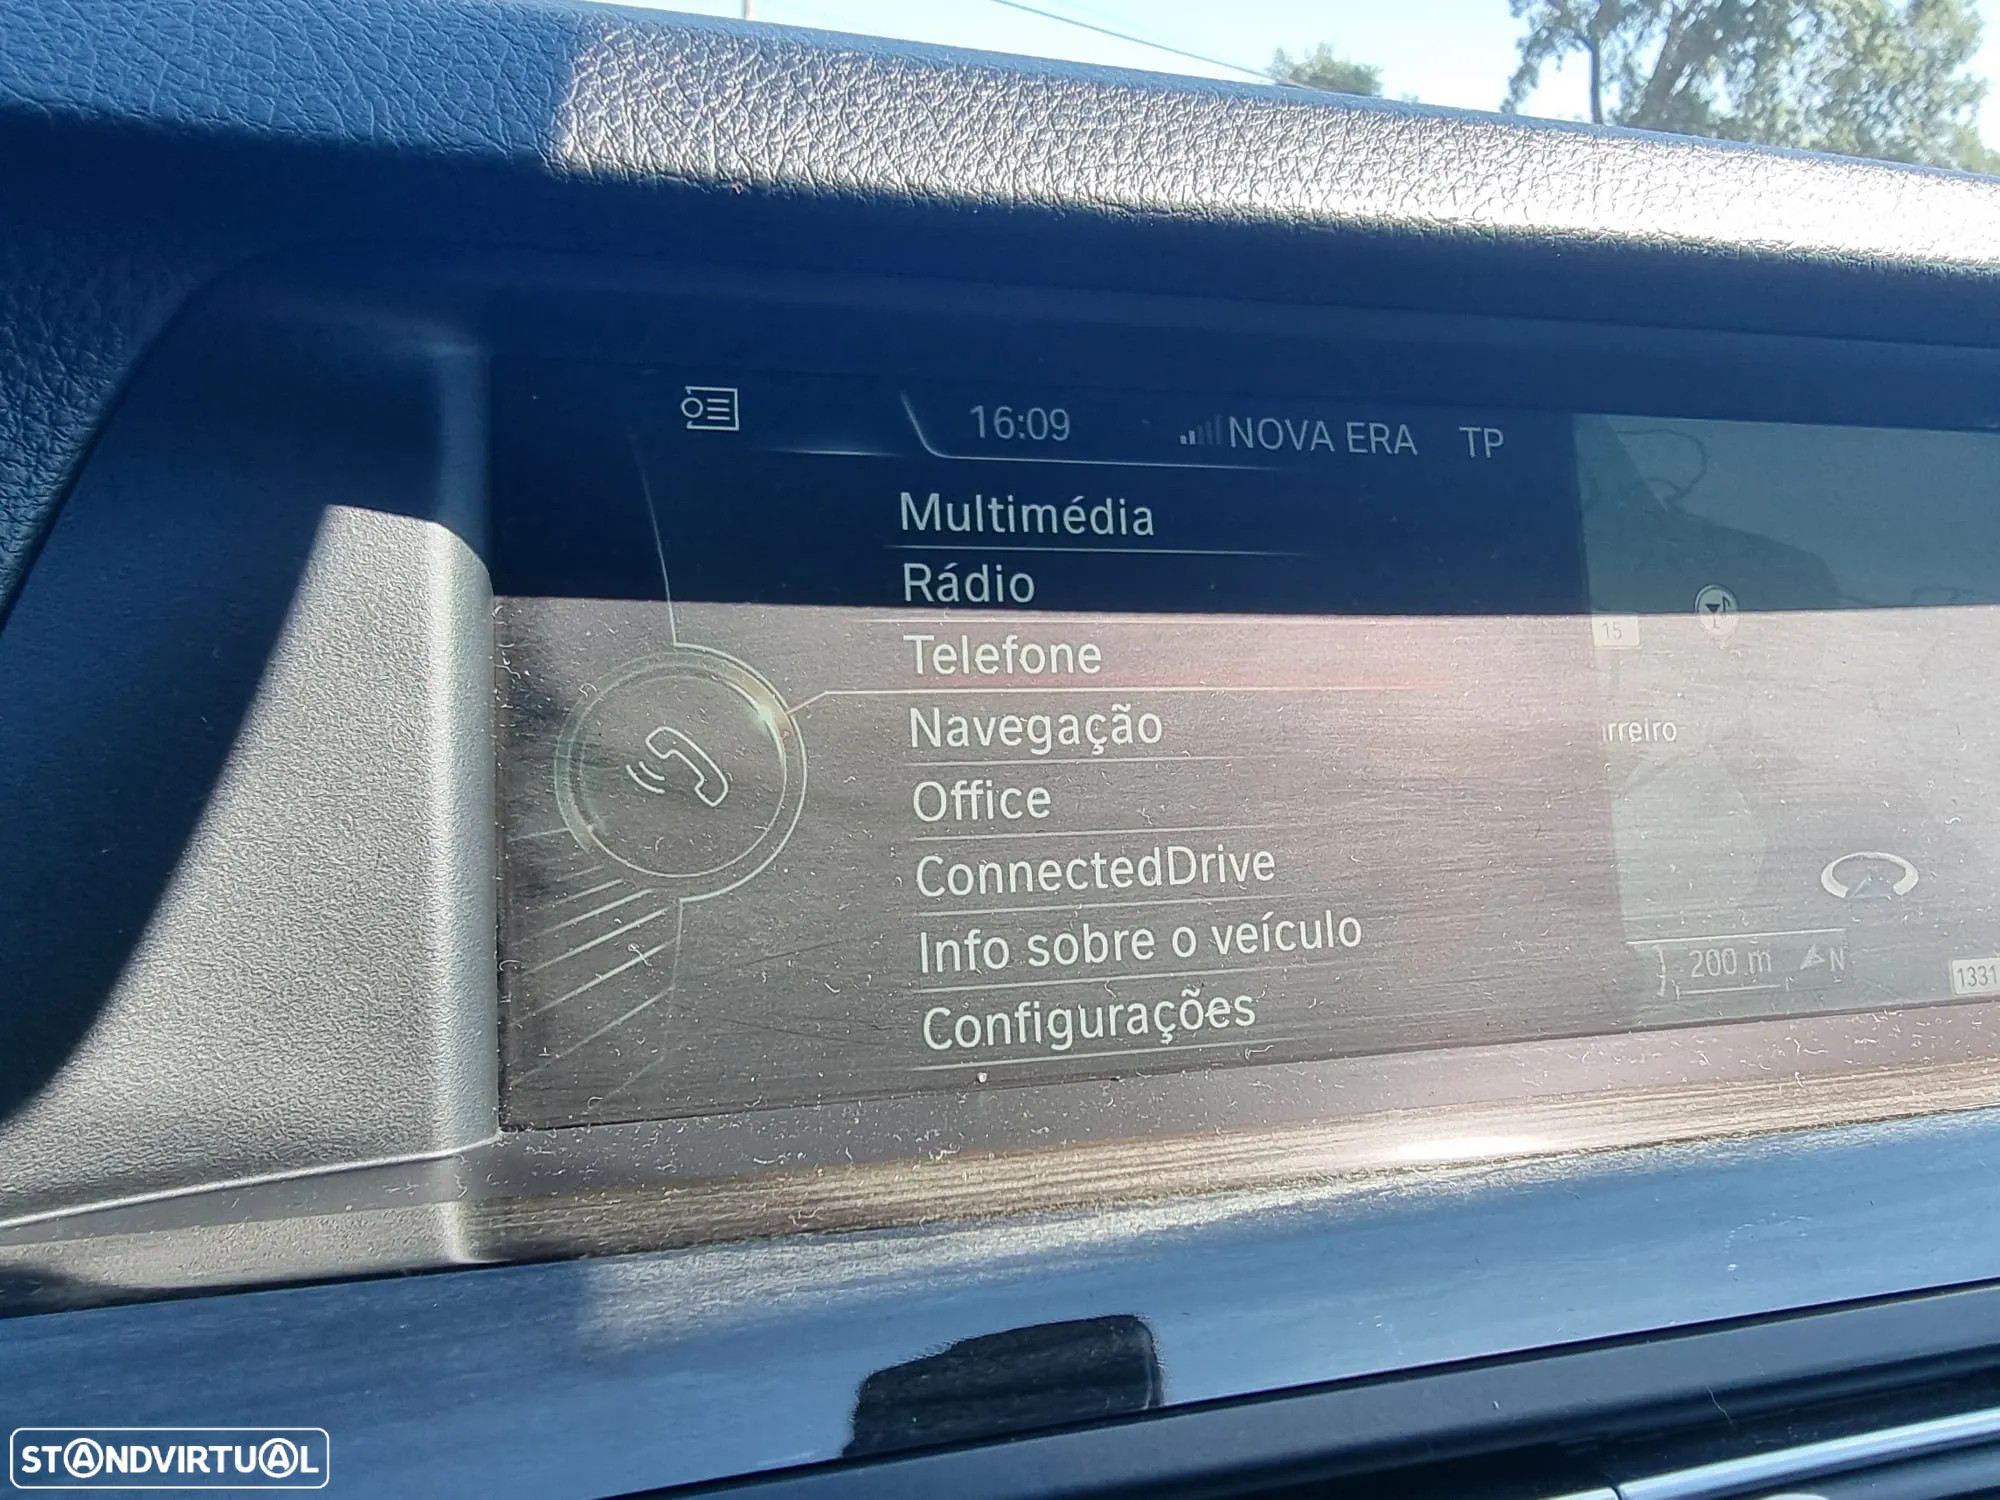 16:09 NOVA ERA TP
Multimédia
Rádio
Telefone
15
Navegação
rreiro
Office
ConnectedDrive
Info sobre o veículo
200 m N
1331
Configurações
STANDVIRTUAL